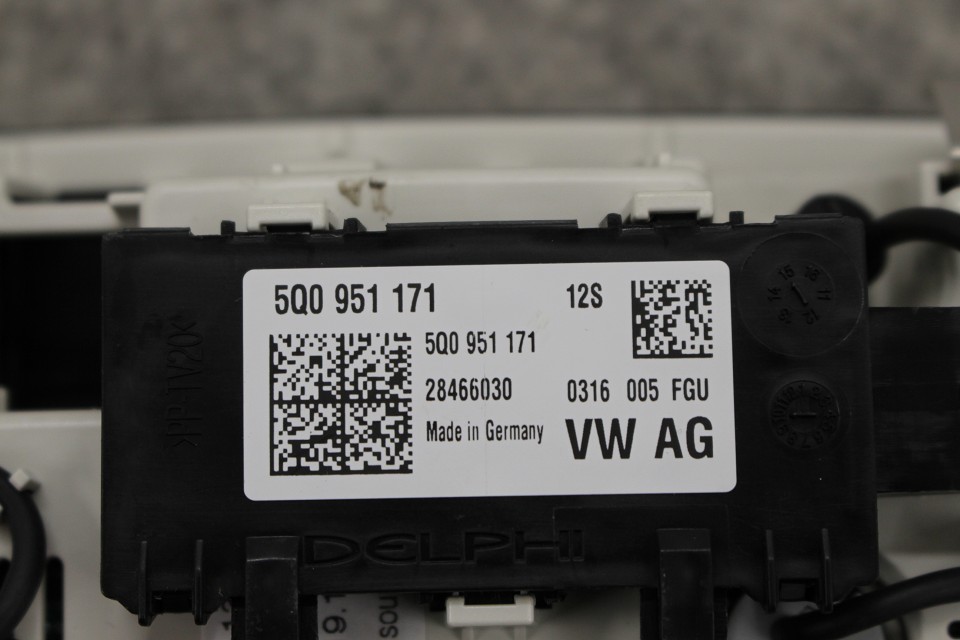 5Q0 951 171 12S
5Q0 951 171
28466030 0316 005 FGU
Made in Germany VW AG
DELPHI